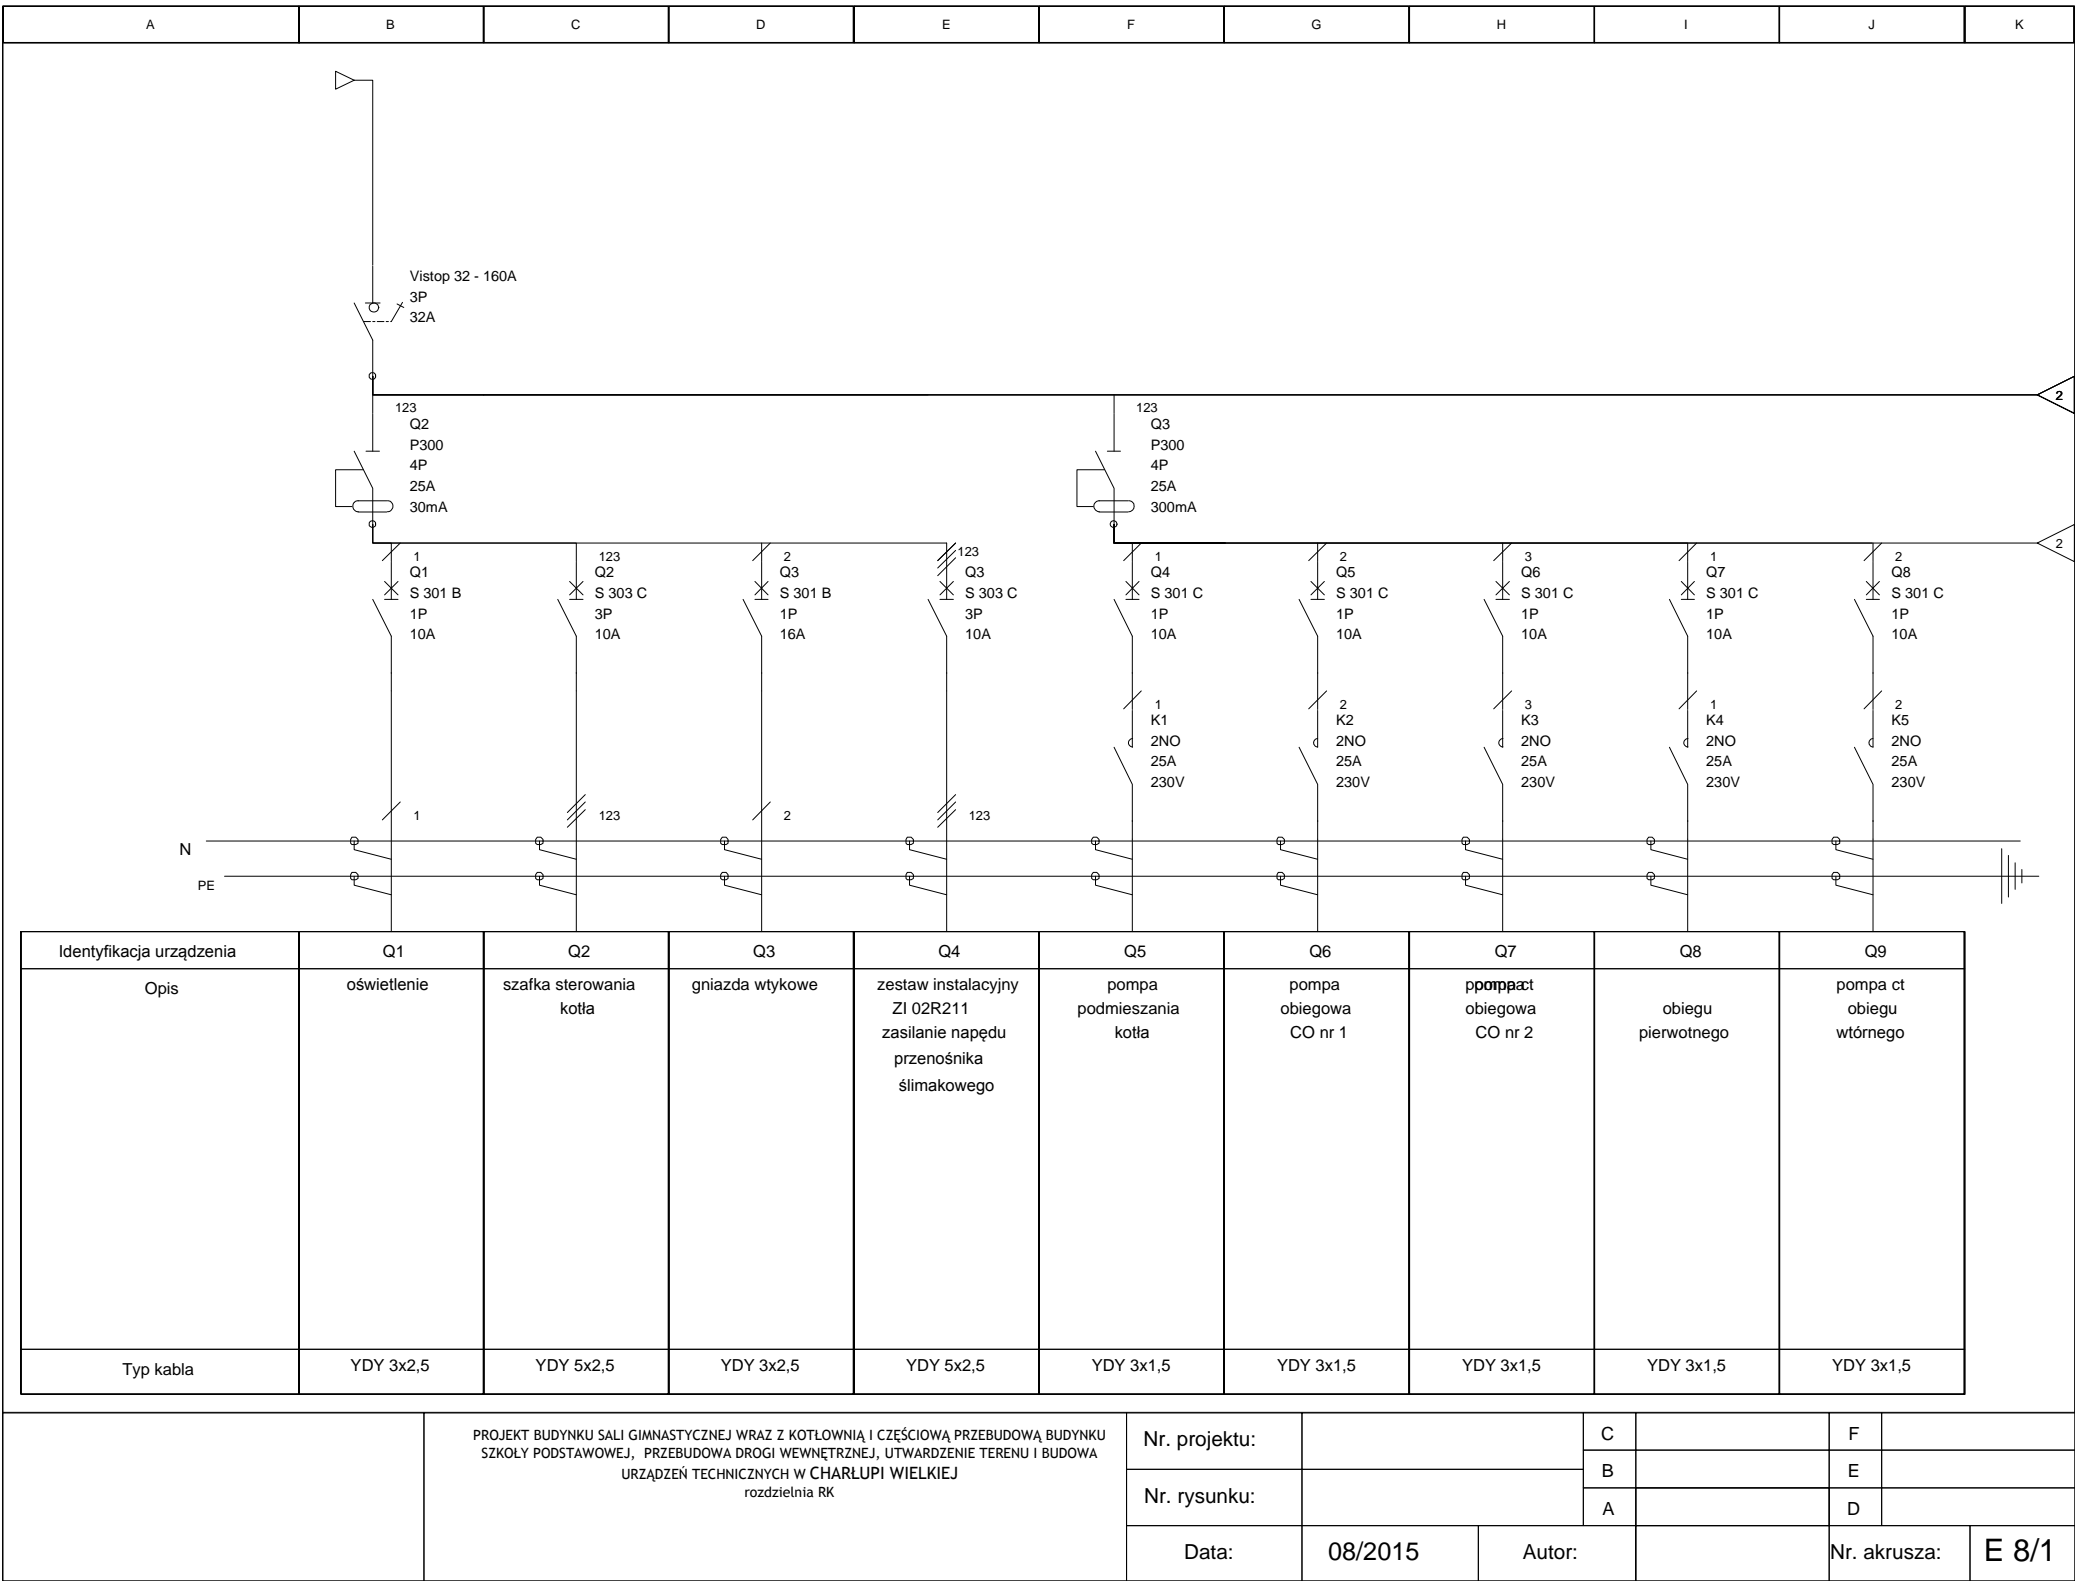 A B C D E F G H I J K
Vistop 32 - 160A
3P
32A
2
123
Q2
P300
4P
25A
30mA
123
Q3
P300
4P
25A
300mA
2
1
Q1
S 301 B
1P
10A
123
Q2
S 303 C
3P
10A
2
Q3
S 301 B
1P
16A
123
Q3
S 303 C
3P
10A
1
Q4
S 301 C
1P
10A
2
Q5
S 301 C
1P
10A
3
Q6
S 301 C
1P
10A
1
Q7
S 301 C
1P
10A
2
Q8
S 301 C
1P
10A
1
K1
2NO
25A
230V
2
K2
2NO
25A
230V
3
K3
2NO
25A
230V
1
K4
2NO
25A
230V
2
K5
2NO
25A
230V
1
123
2
123
N
PE
Identyfikacja urządzenia Q1 Q2 Q3 Q4 Q5 Q6 Q7 Q8 Q9
Opis
oświetlenie
szafka sterowania
kotła
gniazda wtykowe
zestaw instalacyjny
ZI 02R211
zasilanie napędu
przenośnika
ślimakowego
pompa
podmieszania
kotła
pompa
obiegowa
CO nr 1
pompa
obiegowa
CO nr 2
pompa ct
obiegu
pierwotnego
pompa ct
obiegu
wtórnego
Typ kabla YDY 3x2,5 YDY 5x2,5 YDY 3x2,5 YDY 5x2,5 YDY 3x1,5 YDY 3x1,5 YDY 3x1,5 YDY 3x1,5 YDY 3x1,5
PROJEKT BUDYNKU SALI GIMNASTYCZNEJ WRAZ Z KOTŁOWNIĄ I CZĘŚCIOWĄ PRZEBUDOWĄ BUDYNKU
SZKOŁY PODSTAWOWEJ, PRZEBUDOWA DROGI WEWNĘTRZNEJ, UTWARDZENIE TERENU I BUDOWA
URZĄDZEŃ TECHNICZNYCH W CHARŁUPI WIELKIEJ
rozdzielnia RK
Nr. projektu:
Nr. rysunku:
C F
B E
A D
Data: 08/2015 Autor: Nr. akrusza: E 8/1